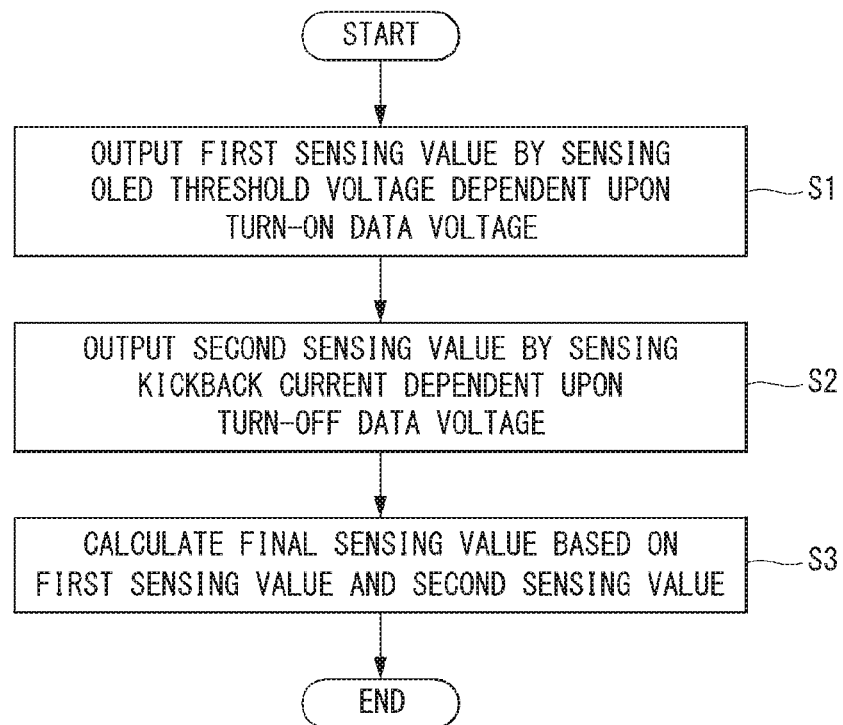 START
OUTPUT FIRST SENSING VALUE BY SENSING
OLED THRESHOLD VOLTAGE DEPENDENT UPON
TURN-ON DATA VOLTAGE
S1
OUTPUT SECOND SENSING VALUE BY SENSING
KICKBACK CURRENT DEPENDENT UPON
TURN-OFF DATA VOLTAGE
S2
CALCULATE FINAL SENSING VALUE BASED ON
FIRST SENSING VALUE AND SECOND SENSING VALUE
S3
END